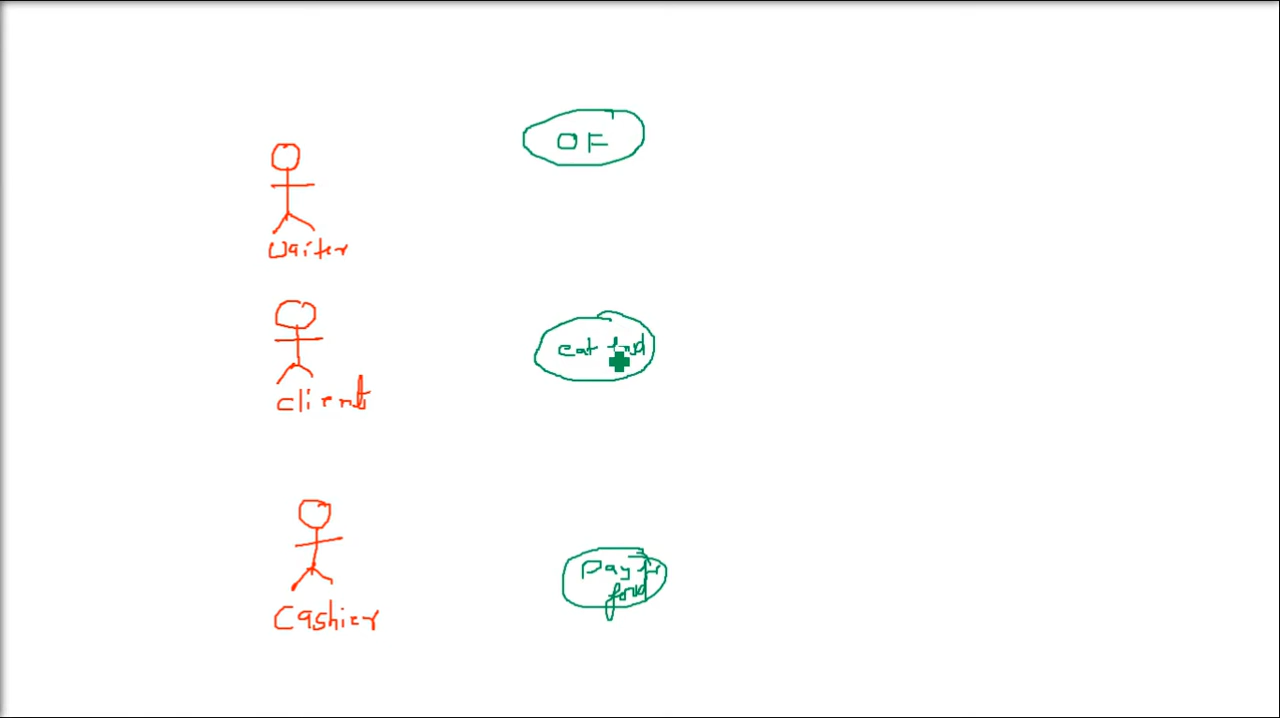 OF
waiter
eat food
client
Pay for
food
Cashier